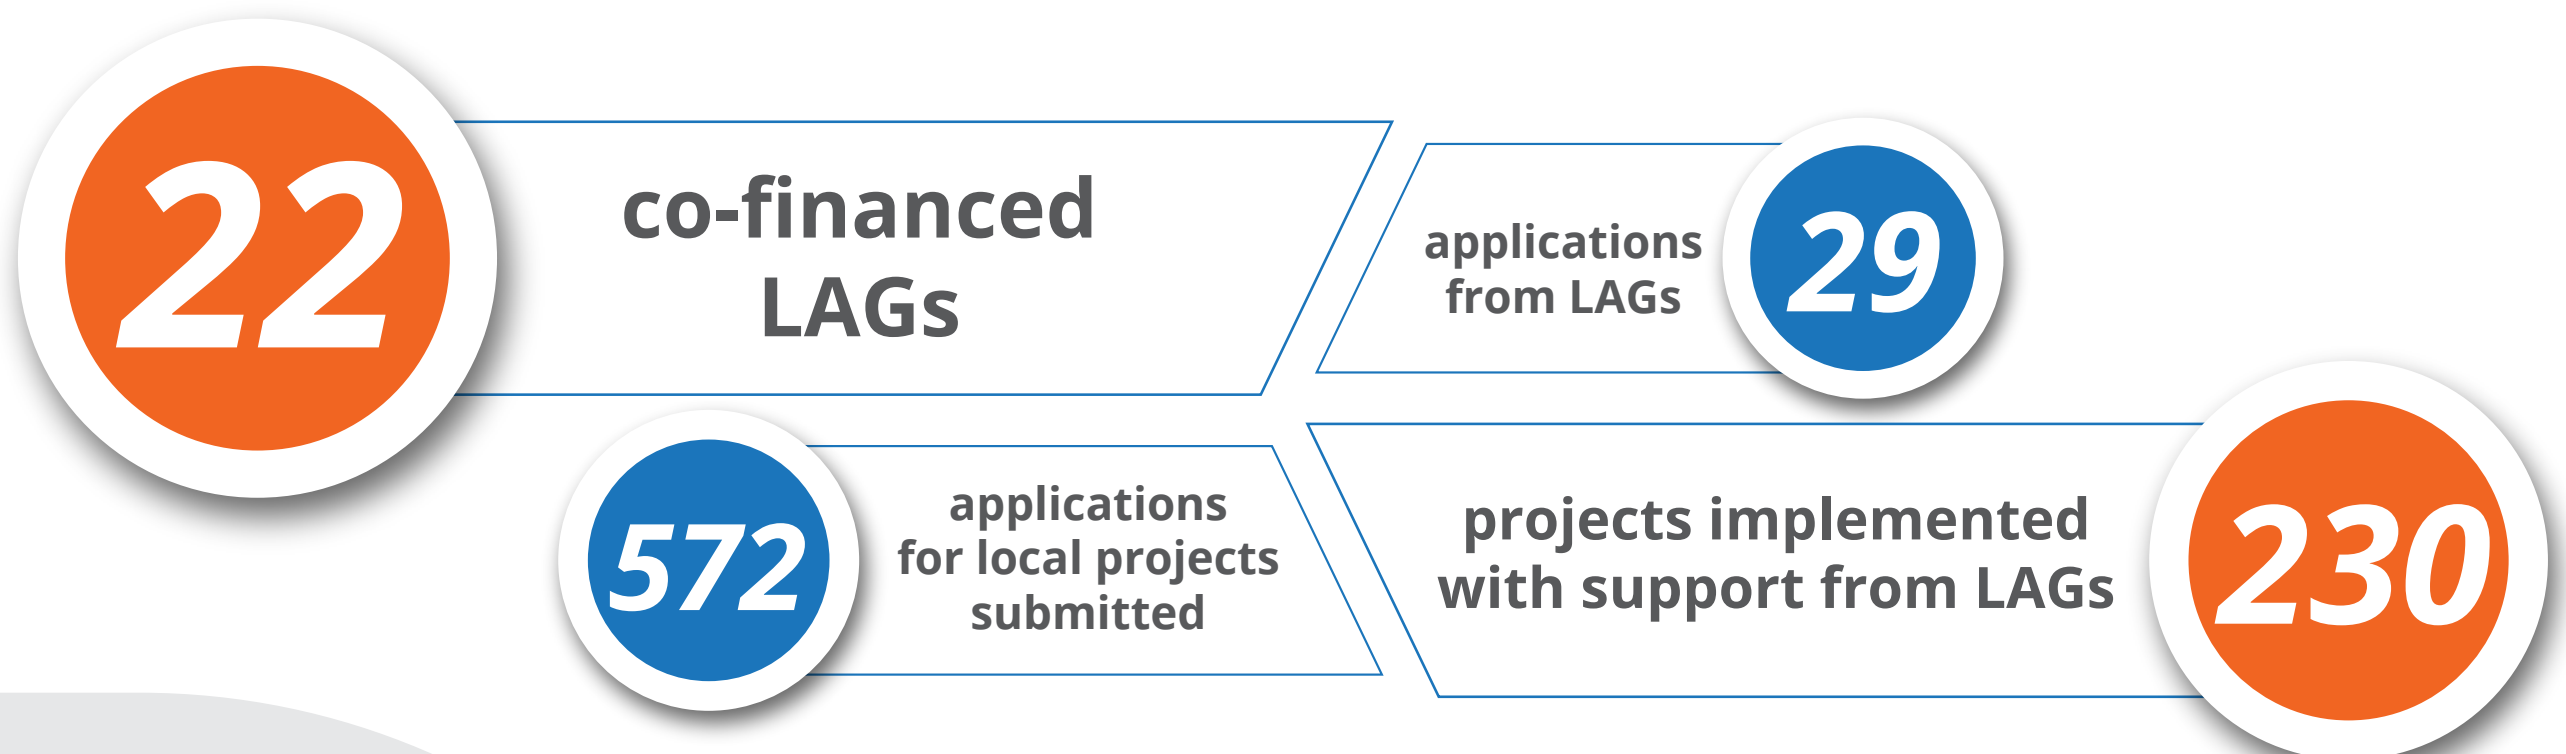 22
co-financed
LAGs
applications
from LAGs
29
572
applications
for local projects
submitted
projects implemented
with support from LAGs
230